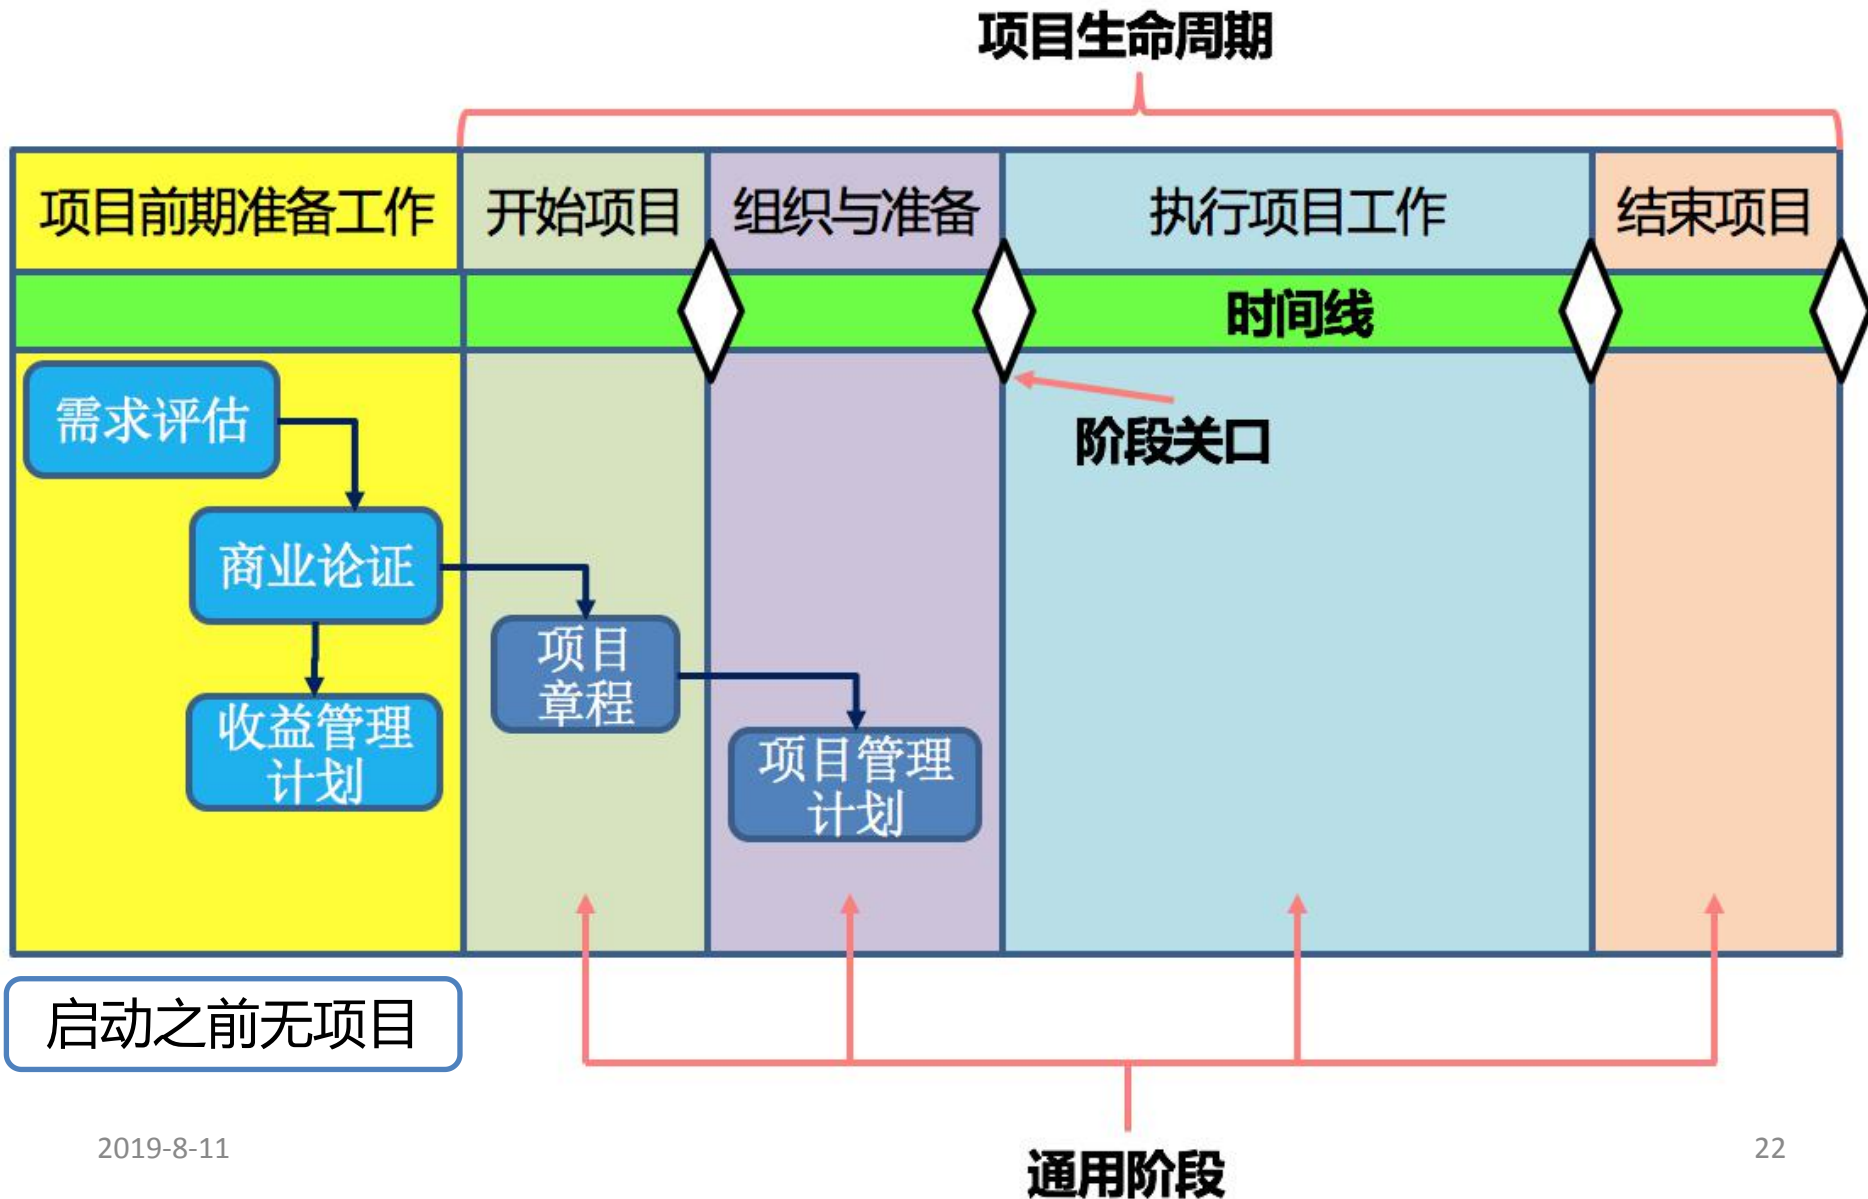 项目生命周期
项目前期准备工作
开始项目
组织与准备
执行项目工作
结束项目
时间线
需求评估
阶段关口
商业论证
项目
章程
收益管理
计划
项目管理
计划
启动之前无项目
通用阶段
2019-8-11
22